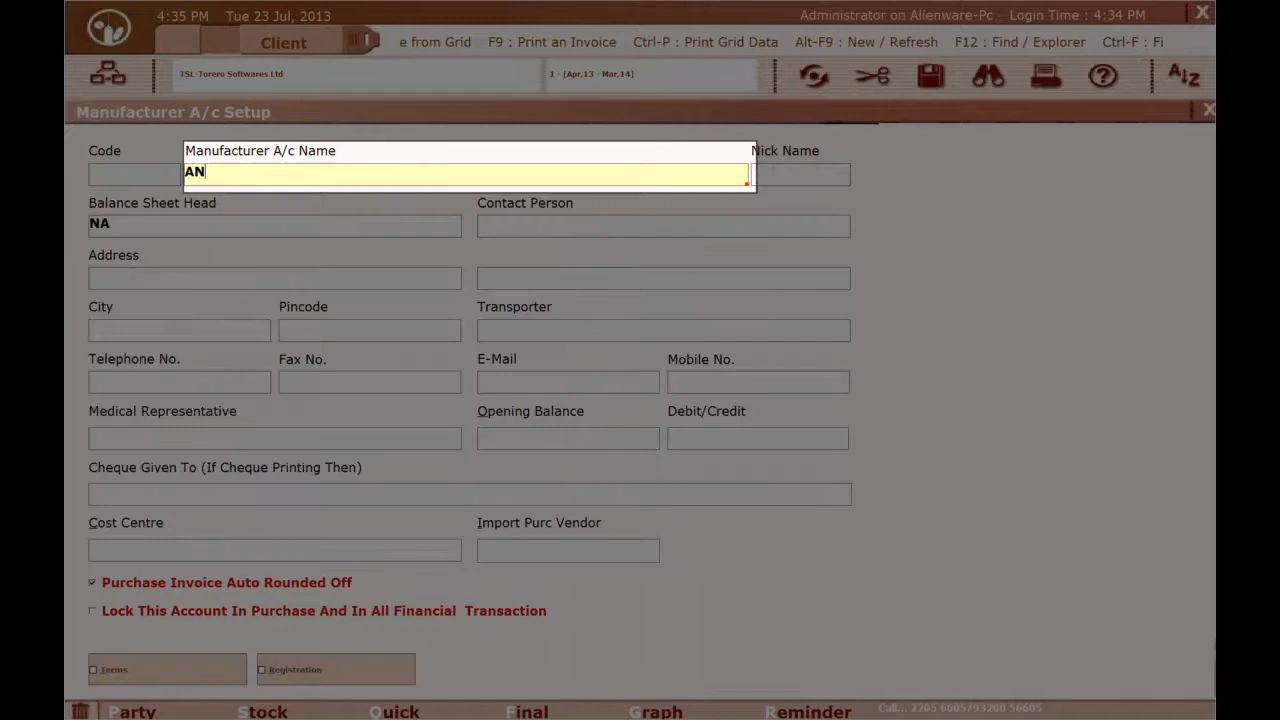 4:35 PM Tue 23 Jul, 2013 Administrator on Alienware-Pc Login Time : 4:34 PM X
Client e from Grid F9 : Print an Invoice Ctrl-P : Print Grid Data Alt-F9 : New / Refresh F12 : Find / Explorer Ctrl-F : Fi
TSL-Torero Softwares Ltd 1 - [Apr,13 - Mar,14] ? A Z
Manufacturer A/c Setup X
Code Manufacturer A/c Name Nick Name
AN
Balance Sheet Head Contact Person
NA
Address
City Pincode Transporter
Telephone No. Fax No. E-Mail Mobile No.
Medical Representative Opening Balance Debit/Credit
Cheque Given To (If Cheque Printing Then)
Cost Centre Import Purc Vendor
Purchase Invoice Auto Rounded Off
Lock This Account In Purchase And In All Financial Transaction
Terms Registration
Party Stock Quick Final Graph Reminder Call... 2205 6605/93200 56605